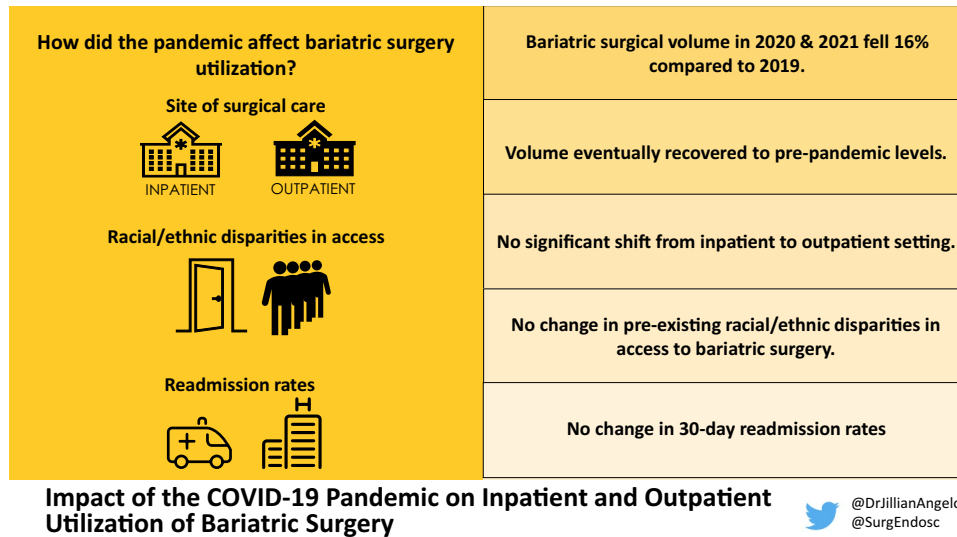 How did the pandemic affect bariatric surgery
utilization?
Site of surgical care
INPATIENT
OUTPATIENT
Racial/ethnic disparities in access
Readmission rates
H
Bariatric surgical volume in 2020 & 2021 fell 16%
compared to 2019.
Volume eventually recovered to pre-pandemic levels.
No significant shift from inpatient to outpatient setting.
No change in pre-existing racial/ethnic disparities in
access to bariatric surgery.
No change in 30-day readmission rates
Impact of the COVID-19 Pandemic on Inpatient and Outpatient
Utilization of Bariatric Surgery
@SurgEndosc